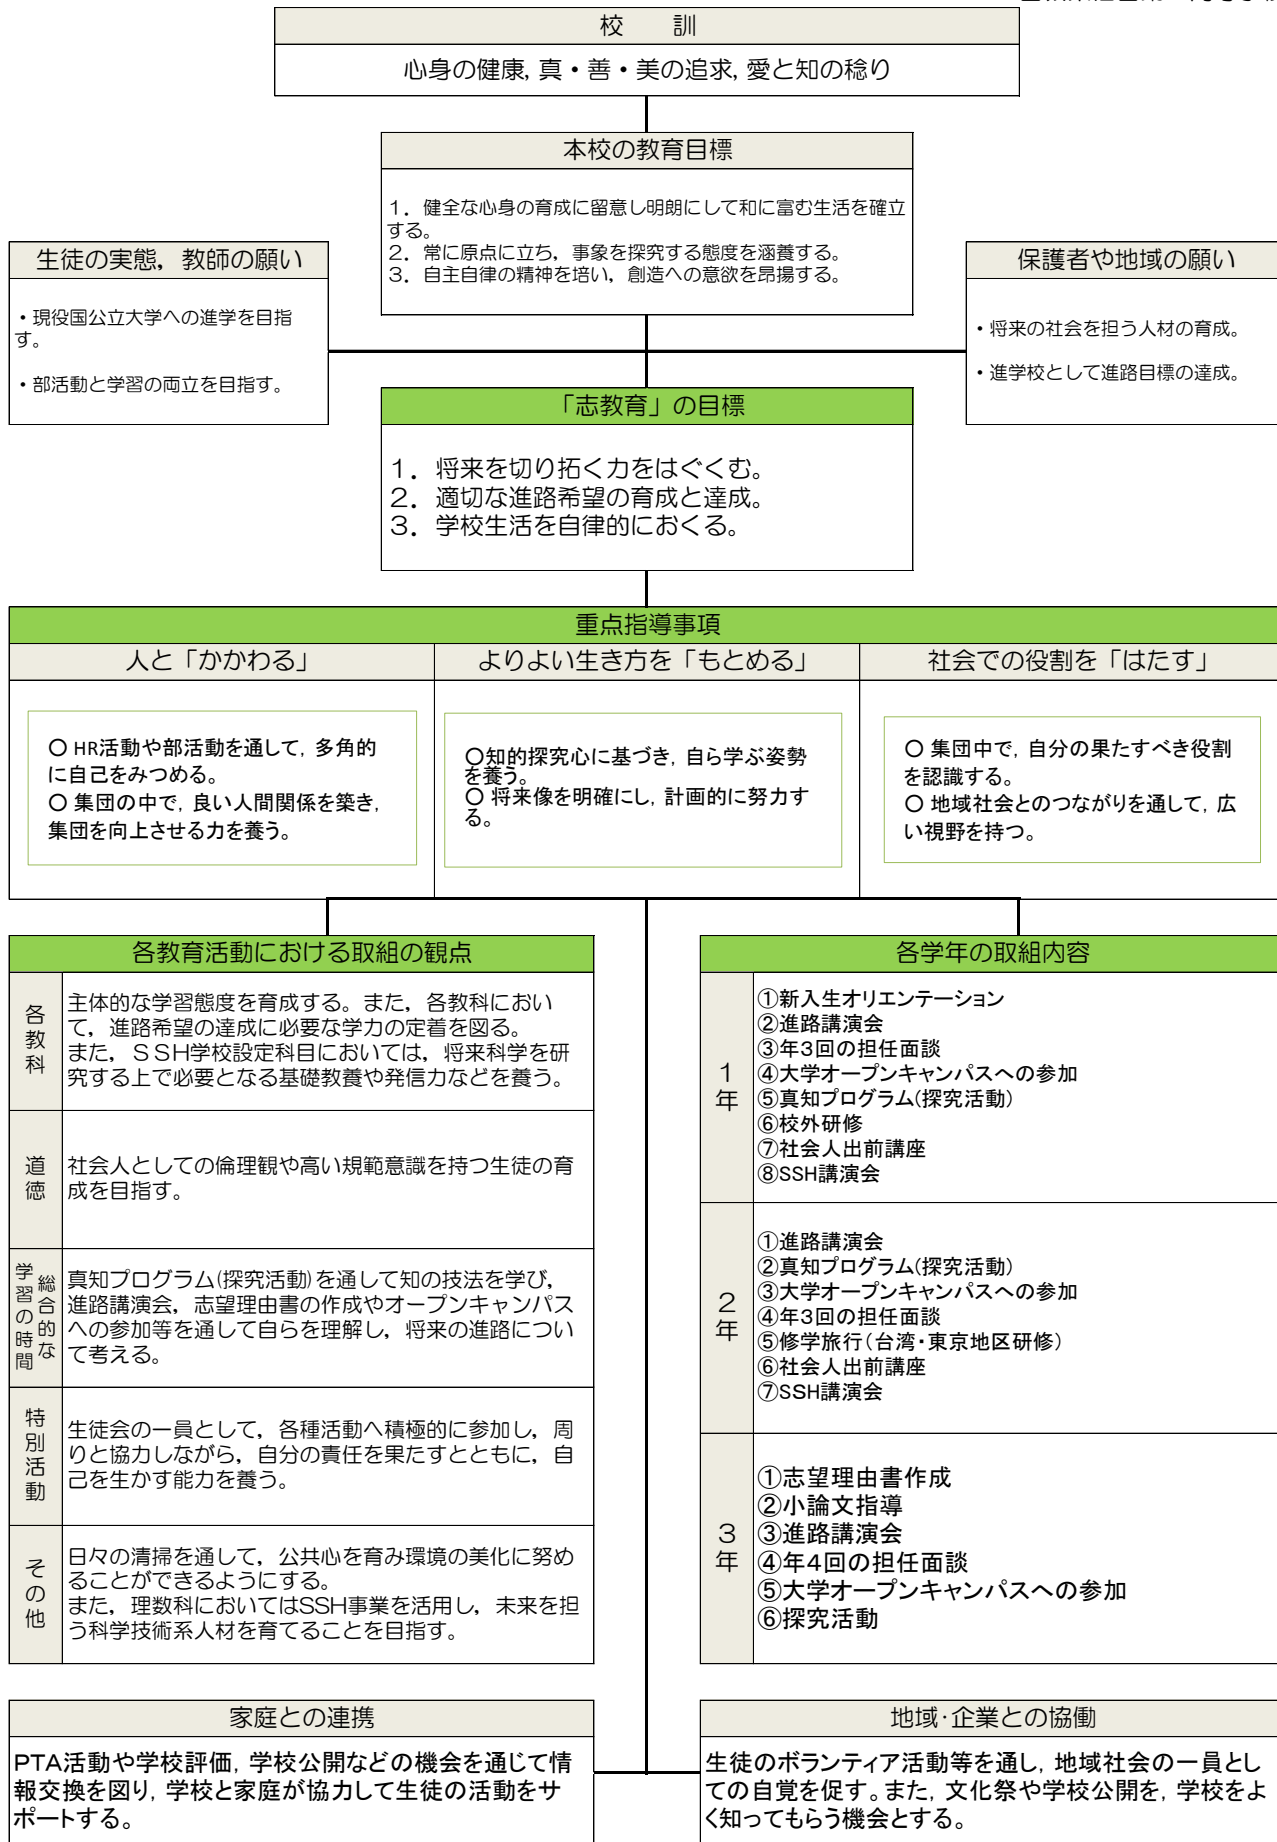 校　訓
心身の健康, 真・善・美の追求, 愛と知の稔り
本校の教育目標
１．健全な心身の育成に留意し明朗にして和に富む生活を確立
する。
２．常に原点に立ち，事象を探究する態度を涵養する。
３．自主自律の精神を培い，創造への意欲を昂揚する。
生徒の実態，教師の願い
・現役国公立大学への進学を目指
す。
・部活動と学習の両立を目指す。
保護者や地域の願い
・将来の社会を担う人材の育成。
・進学校として進路目標の達成。
「志教育」の目標
１．将来を切り拓く力をはぐくむ。
２．適切な進路希望の育成と達成。
３．学校生活を自律的におくる。
重点指導事項
人と「かかわる」
○ HR活動や部活動を通して, 多角的
に自己をみつめる。
○ 集団の中で, 良い人間関係を築き,
集団を向上させる力を養う。
よりよい生き方を「もとめる」
○知的探究心に基づき, 自ら学ぶ姿勢
を養う。
○ 将来像を明確にし, 計画的に努力す
る。
社会での役割を「はたす」
○ 集団中で, 自分の果たすべき役割
を認識する。
○ 地域社会とのつながりを通して, 広
い視野を持つ。
各教育活動における取組の観点
各教科
主体的な学習態度を育成する。また，各教科におい
て，進路希望の達成に必要な学力の定着を図る。
また，ＳＳＨ学校設定科目においては，将来科学を研
究する上で必要となる基礎教養や発信力などを養う。
道徳
社会人としての倫理観や高い規範意識を持つ生徒の育
成を目指す。
総合的な
学習の時間
真知プログラム(探究活動)を通して知の技法を学び，
進路講演会，志望理由書の作成やオープンキャンパス
への参加等を通して自らを理解し，将来の進路につい
て考える。
特別活動
生徒会の一員として，各種活動へ積極的に参加し，周
りと協力しながら，自分の責任を果たすとともに，自
己を生かす能力を養う。
その他
日々の清掃を通して，公共心を育み環境の美化に努め
ることができるようにする。
また，理数科においてはSSH事業を活用し，未来を担
う科学技術系人材を育てることを目指す。
各学年の取組内容
１年
①新入生オリエンテーション
②進路講演会
③年3回の担任面談
④大学オープンキャンパスへの参加
⑤真知プログラム(探究活動)
⑥校外研修
⑦社会人出前講座
⑧SSH講演会
２年
①進路講演会
②真知プログラム(探究活動)
③大学オープンキャンパスへの参加
④年3回の担任面談
⑤修学旅行(台湾・東京地区研修)
⑥社会人出前講座
⑦SSH講演会
３年
①志望理由書作成
②小論文指導
③進路講演会
④年4回の担任面談
⑤大学オープンキャンパスへの参加
⑥探究活動
家庭との連携
PTA活動や学校評価, 学校公開などの機会を通じて情
報交換を図り, 学校と家庭が協力して生徒の活動をサ
ポートする。
地域・企業との協働
生徒のボランティア活動等を通し, 地域社会の一員とし
ての自覚を促す。また, 文化祭や学校公開を, 学校をよ
く知ってもらう機会とする。